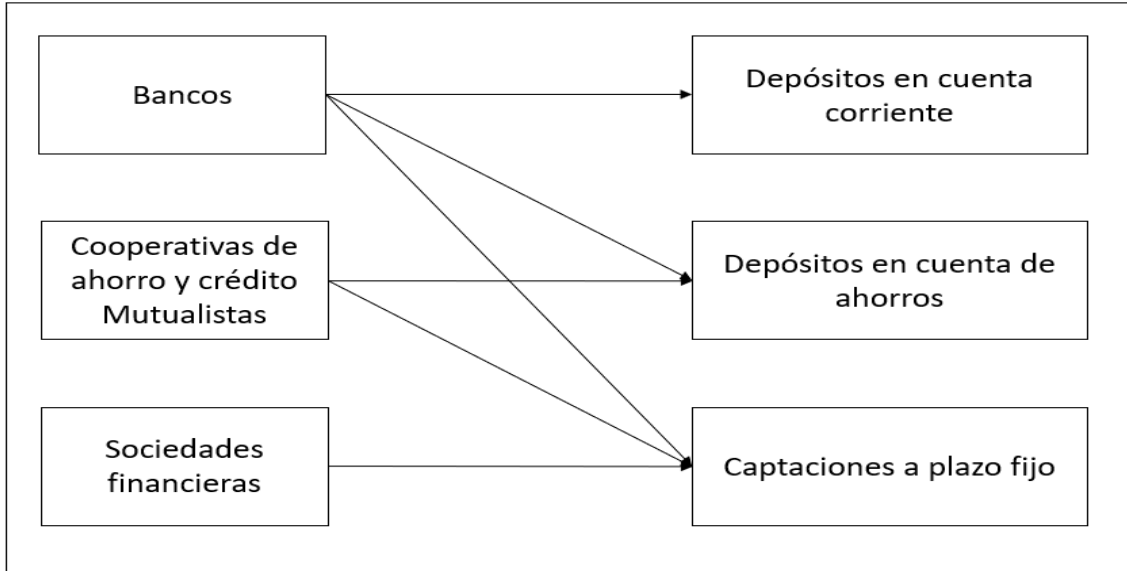 Bancos
Depósitos en cuenta
corriente
Cooperativas de
ahorro y crédito
Mutualistas
Depósitos en cuenta de
ahorros
Sociedades
financieras
Captaciones a plazo fijo